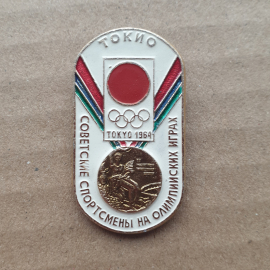 ТОКИО
TOKYO 1964
СОВЕТСКИЕ СПОРТСМЕНЫ НА ОЛИМПИЙСКИХ ИГРАХ